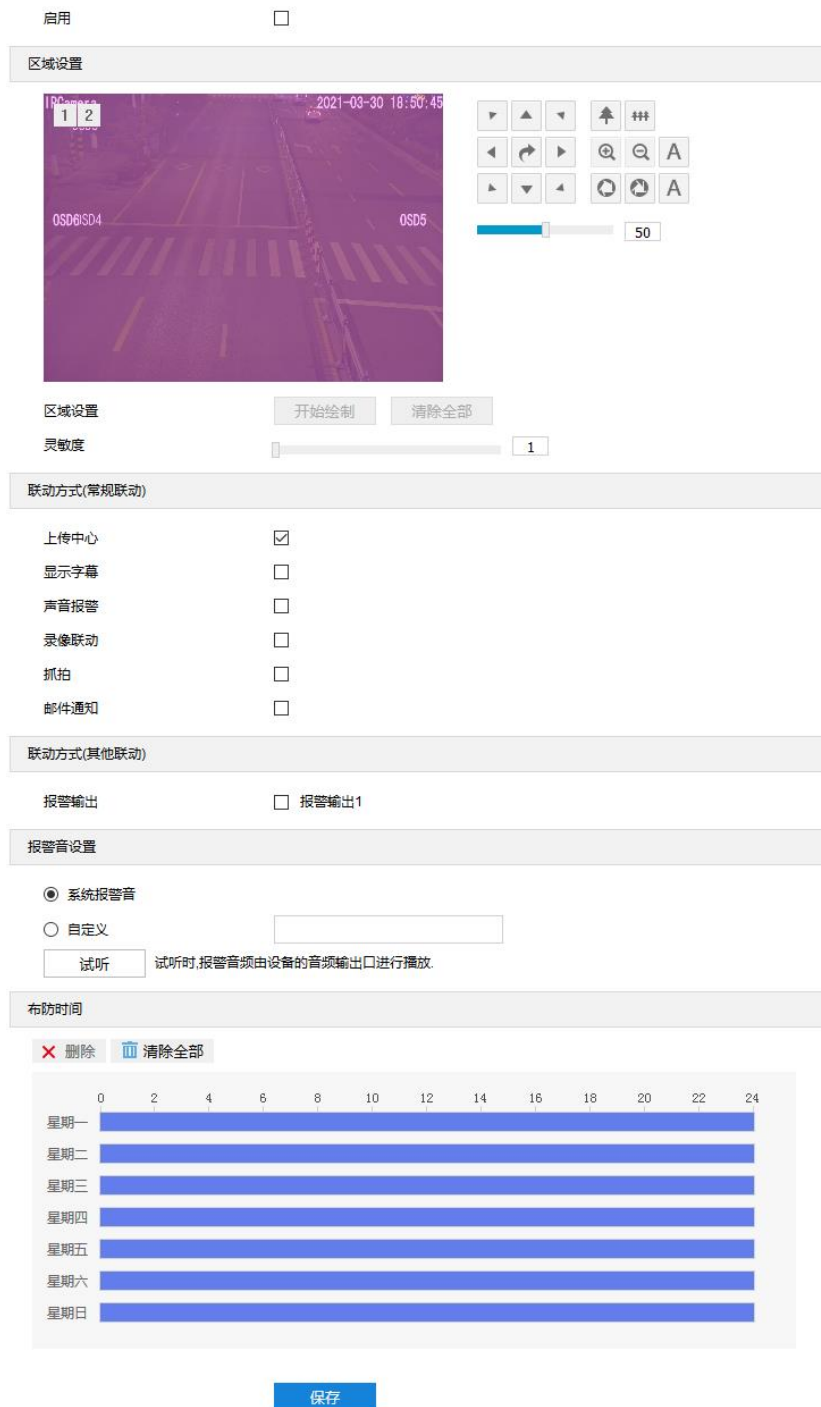 启用
区域设置
IRCamera 2021-03-30 18:50:45
1 2
OSD6 OSD4 OSD5
A
A
50
区域设置 开始绘制 清除全部
灵敏度 1
联动方式(常规联动)
上传中心
显示字幕
声音报警
录像联动
抓拍
邮件通知
联动方式(其他联动)
报警输出 报警输出1
报警音设置
系统报警音
自定义
试听 试听时,报警音频由设备的音频输出口进行播放.
布防时间
删除 清除全部
0 2 4 6 8 10 12 14 16 18 20 22 24
星期一
星期二
星期三
星期四
星期五
星期六
星期日
保存